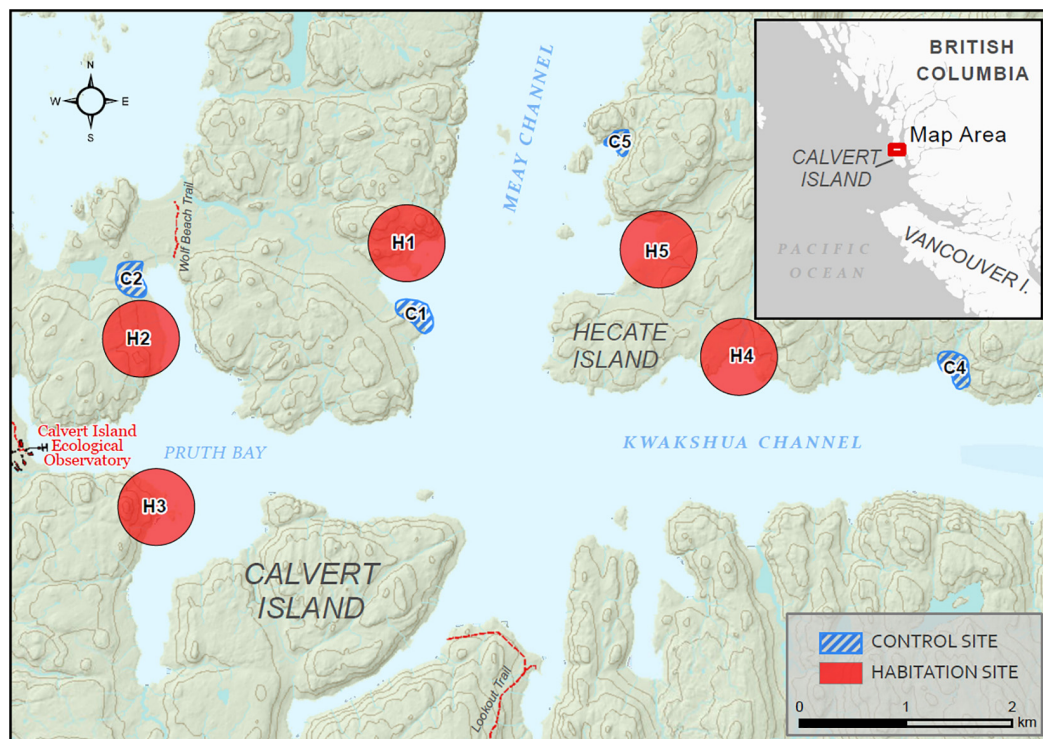 N
W E
S
MEAY CHANNEL
C5
BRITISH
COLUMBIA
Map Area
CALVERT
ISLAND
PACIFIC
OCEAN
VANCOUVER I.
Wolf Beach Trail
H1
H5
C2
C1
H2
HECATE
ISLAND
H4
C4
Calvert Island
Ecological
Observatory
PRUTH BAY
KWAKSHUA CHANNEL
H3
CALVERT
ISLAND
Lookout Trail
CONTROL SITE
HABITATION SITE
0 1 2
km